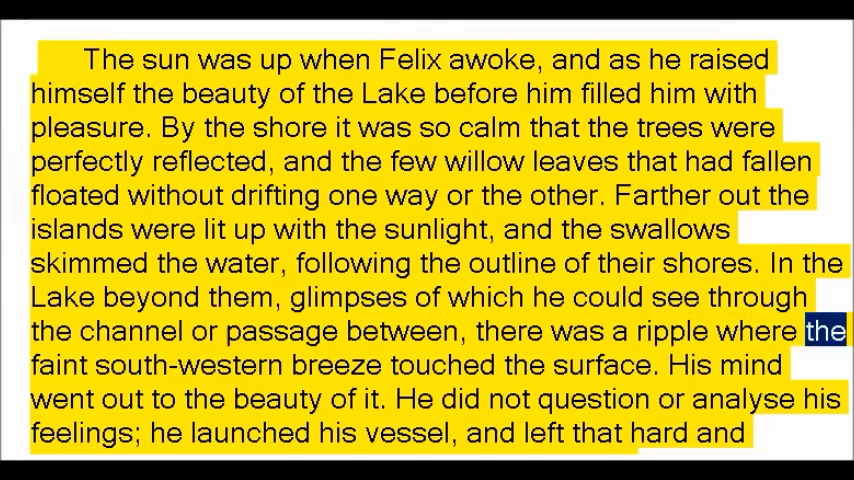 The sun was up when Felix awoke, and as he raised
himself the beauty of the Lake before him filled him with
pleasure. By the shore it was so calm that the trees were
perfectly reflected, and the few willow leaves that had fallen
floated without drifting one way or the other. Farther out the
islands were lit up with the sunlight, and the swallows
skimmed the water, following the outline of their shores. In the
Lake beyond them, glimpses of which he could see through
the channel or passage between, there was a ripple where the
faint south-western breeze touched the surface. His mind
went out to the beauty of it. He did not question or analyse his
feelings; he launched his vessel, and left that hard and